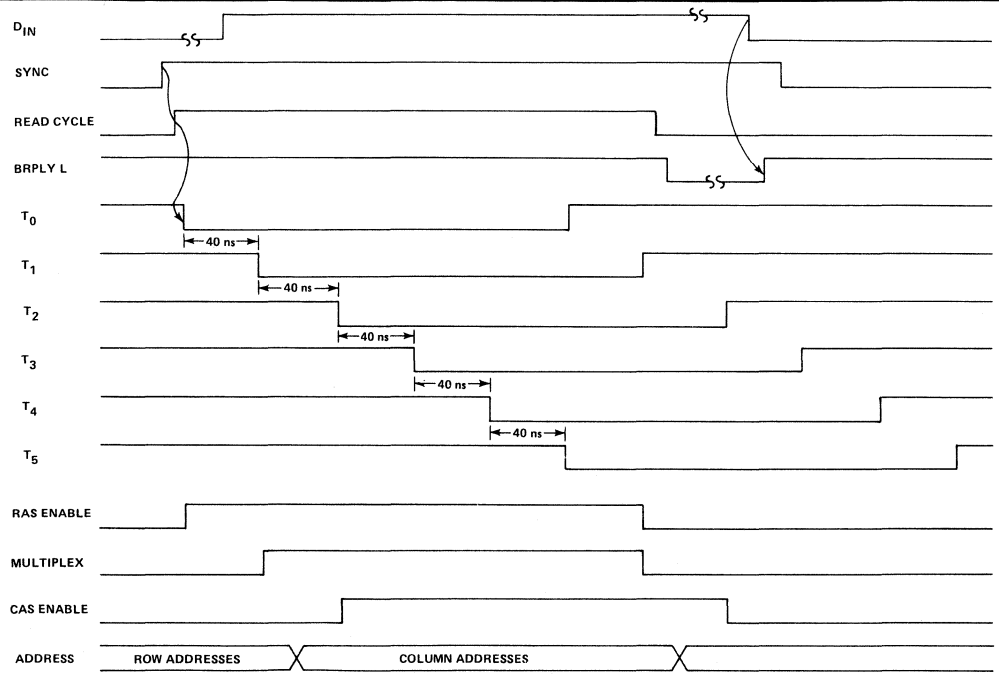 DIN
SYNC
READ CYCLE
BRPLY L
T0
40 ns
T1
40 ns
T2
40 ns
T3
40 ns
T4
40 ns
T5
RAS ENABLE
MULTIPLEX
CAS ENABLE
ADDRESS ROW ADDRESSES COLUMN ADDRESSES